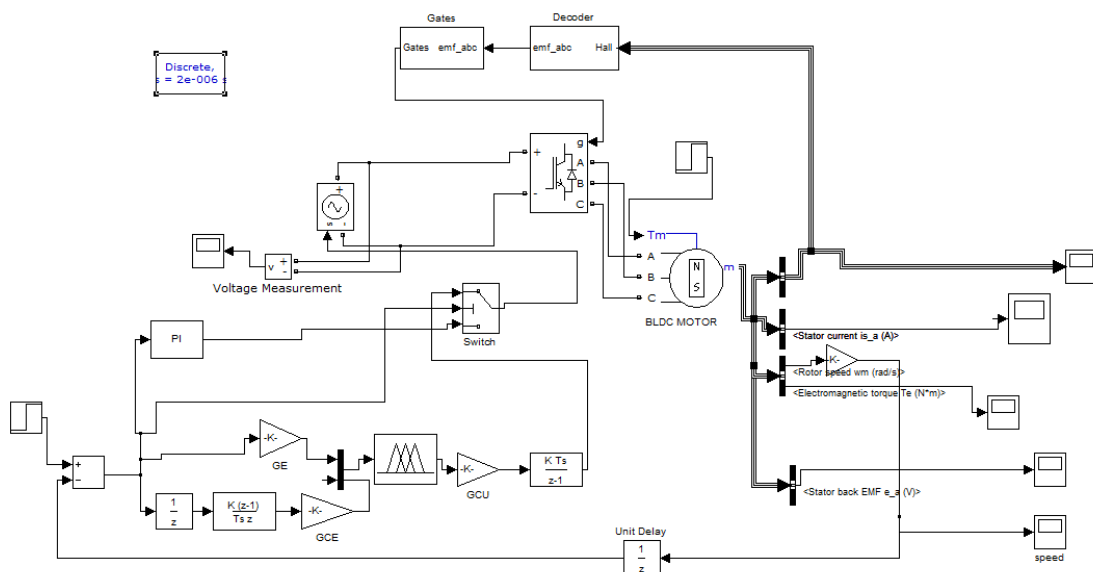 Gates
Decoder
Gates emf_abc
emf_abc Hall
Discrete,
s = 2e-006 s
g
+
A
B
-
C
+
s -
Tm
m
A
B
C
N
S
BLDC MOTOR
v
+
-
Voltage Measurement
Switch
PI
<Stator current is_a (A)>
-K-
<Rotor speed wm (rad/s)>
<Electromagnetic torque Te (N*m)>
+
-
-K-
GE
-K-
GCU
K Ts
z-1
1
z
K (z-1)
Ts z
-K-
GCE
<Stator back EMF e_a (V)>
Unit Delay
1
z
speed